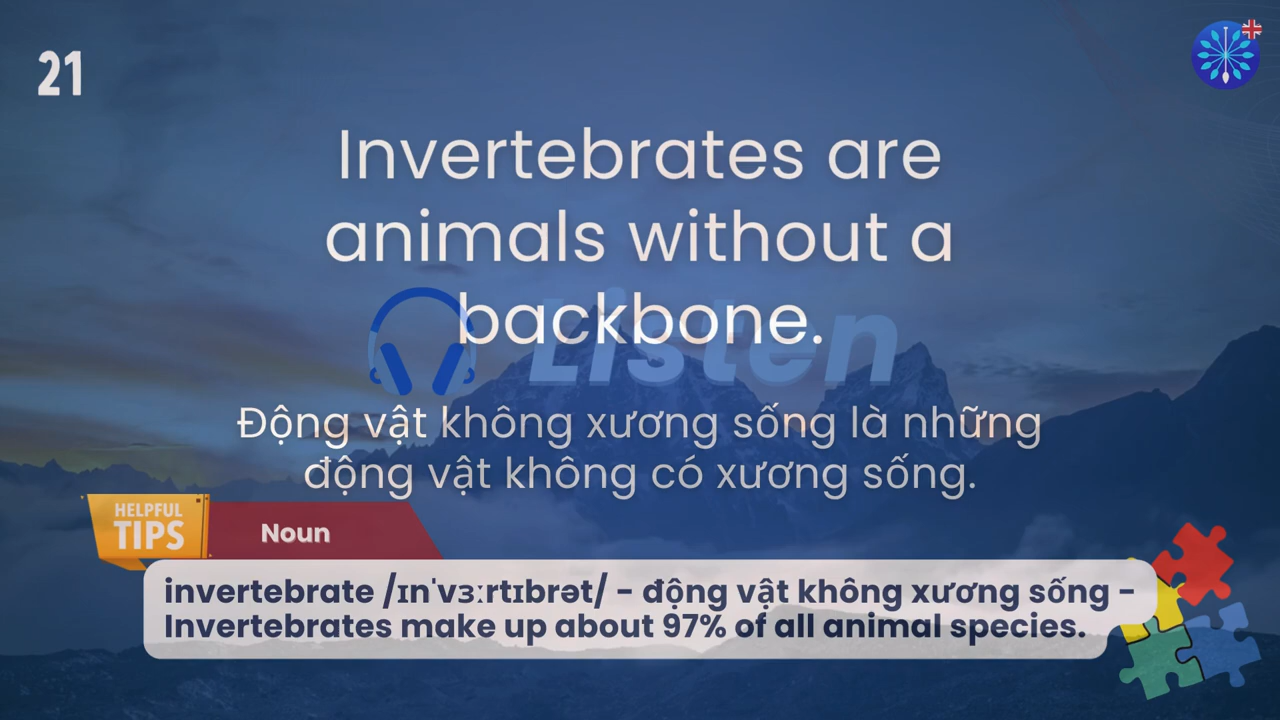 21
Invertebrates are
animals without a
backbone.
Listen
Động vật không xương sống là những
động vật không có xương sống.
HELPFUL
TIPS
Noun
invertebrate /ɪnˈvɜːrtɪbrət/ - động vật không xương sống -
Invertebrates make up about 97% of all animal species.